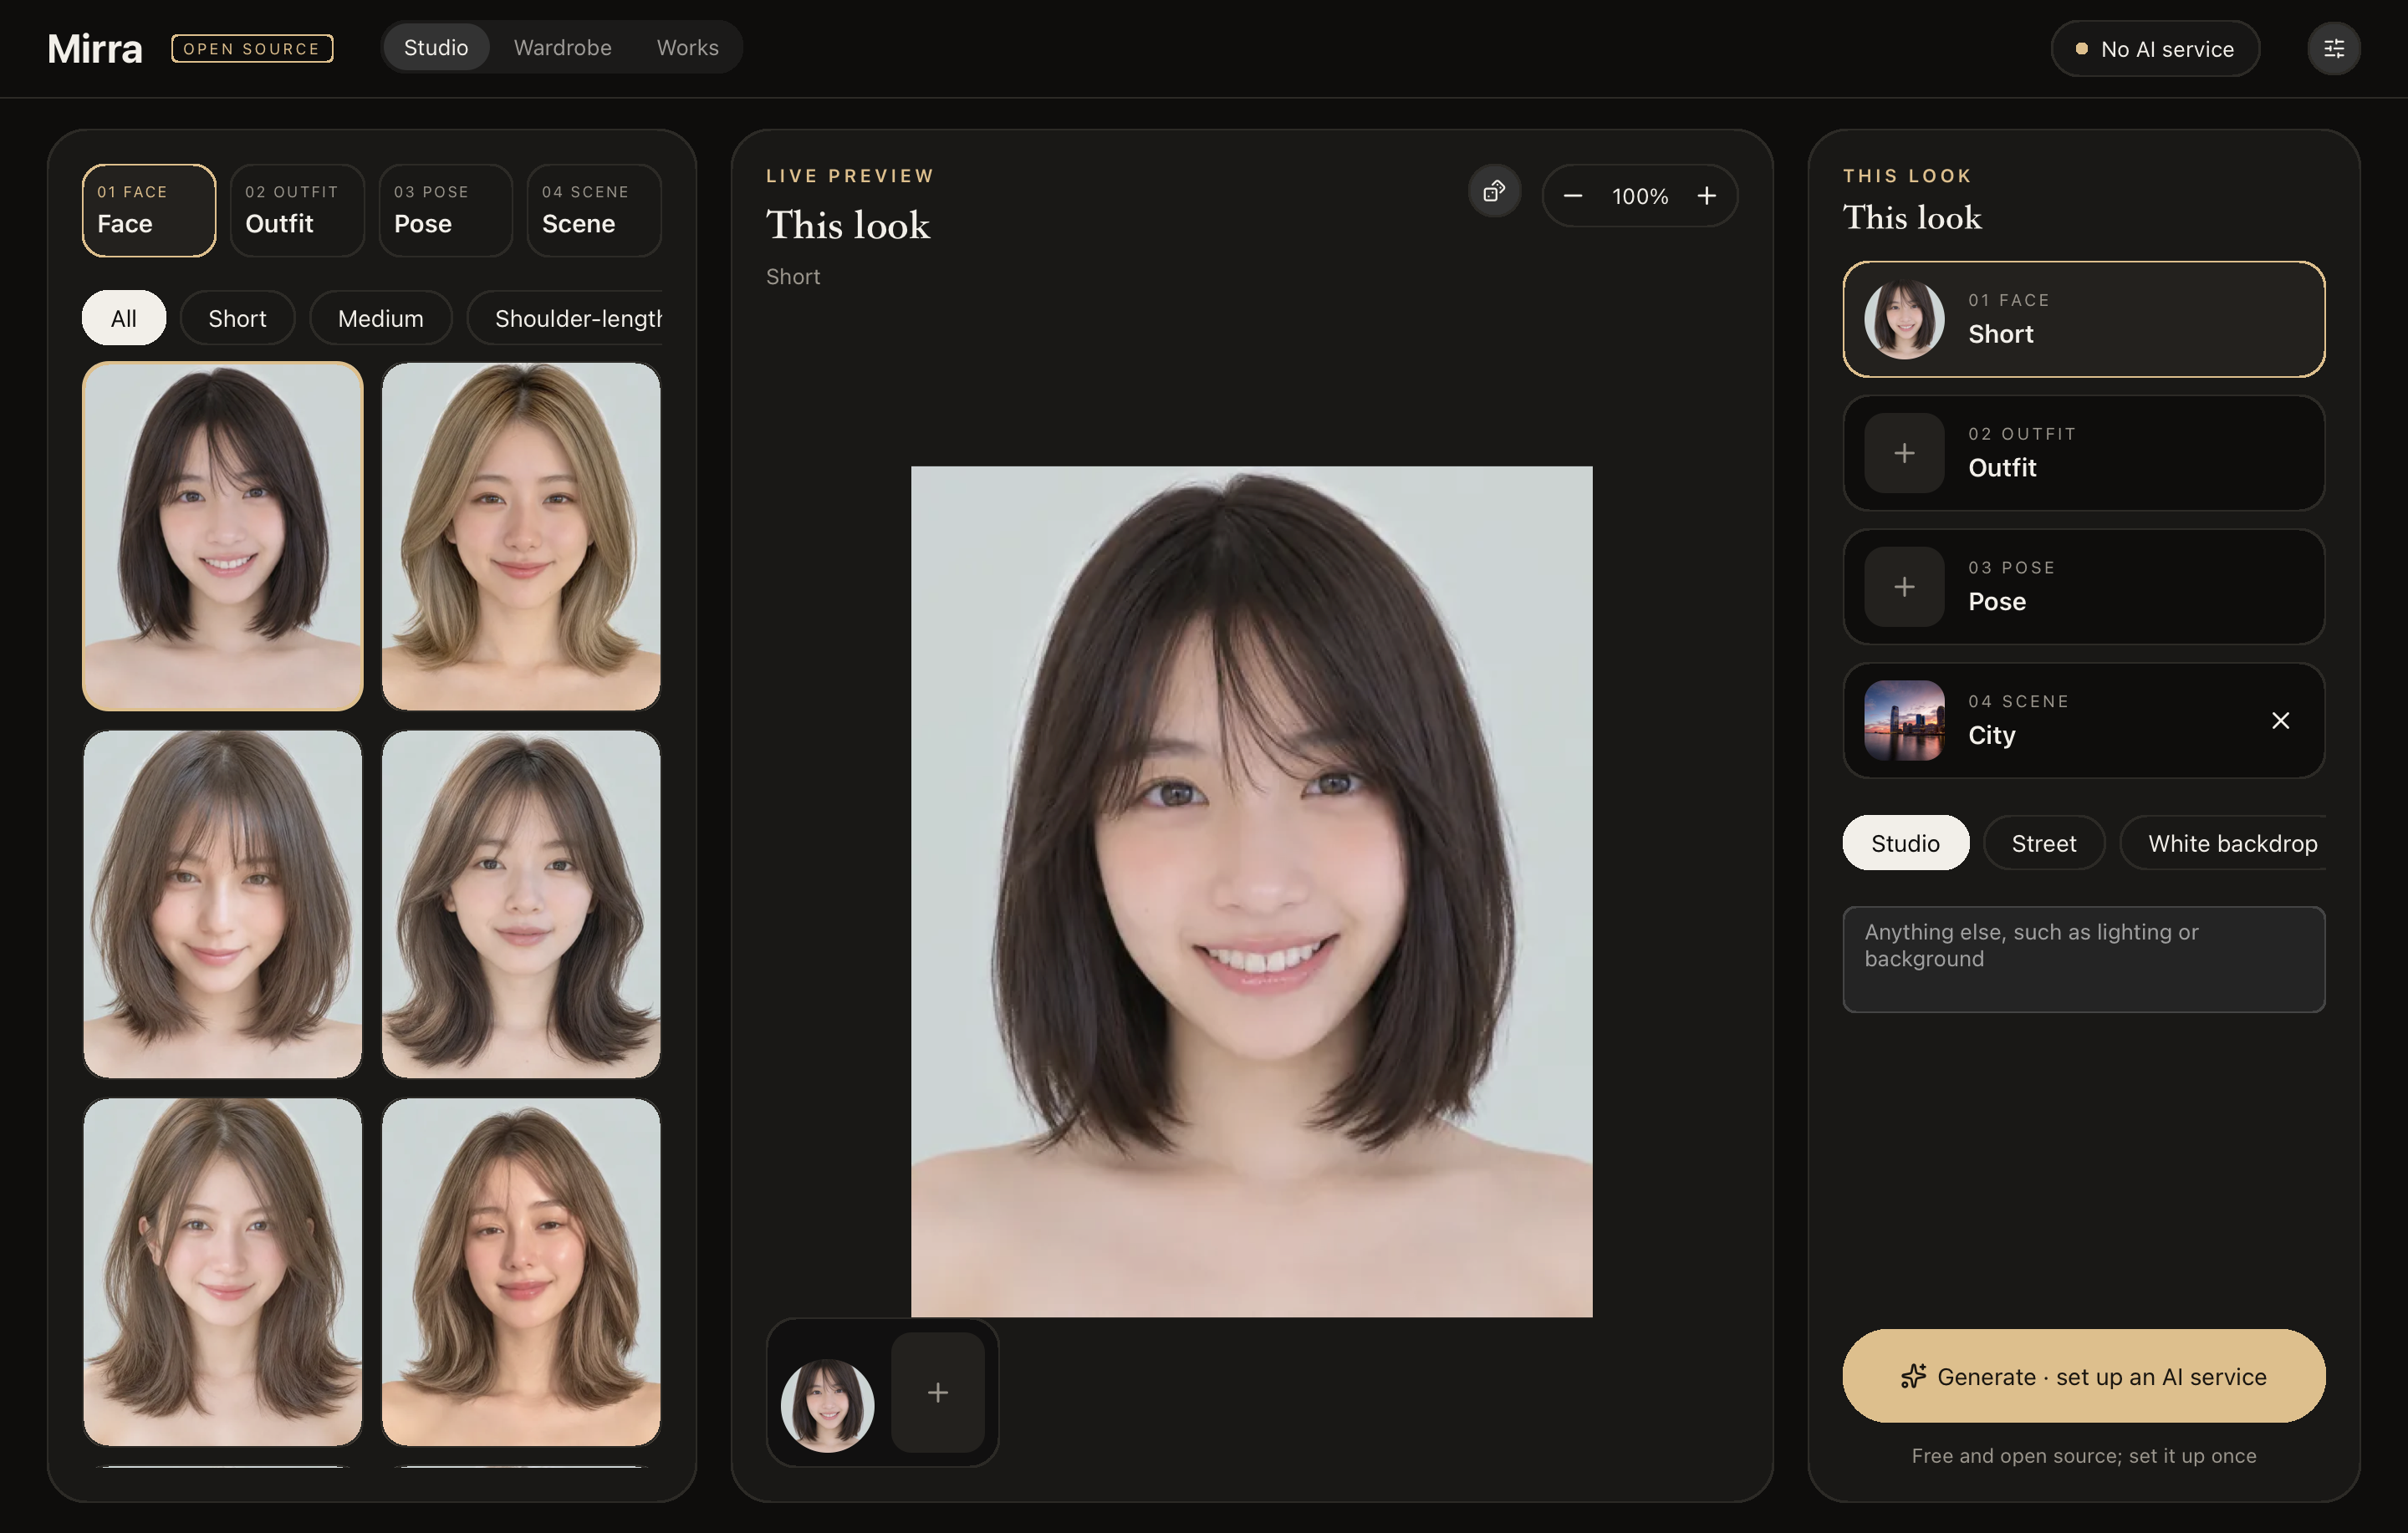 Mirra
OPEN SOURCE
Studio
Wardrobe
Works
No AI service
01 FACE
Face
02 OUTFIT
Outfit
03 POSE
Pose
04 SCENE
Scene
All
Short
Medium
Shoulder-length
LIVE PREVIEW
This look
Short
100%
THIS LOOK
This look
01 FACE
Short
02 OUTFIT
Outfit
03 POSE
Pose
04 SCENE
City
Studio
Street
White backdrop
Anything else, such as lighting or
background
Generate · set up an AI service
Free and open source; set it up once